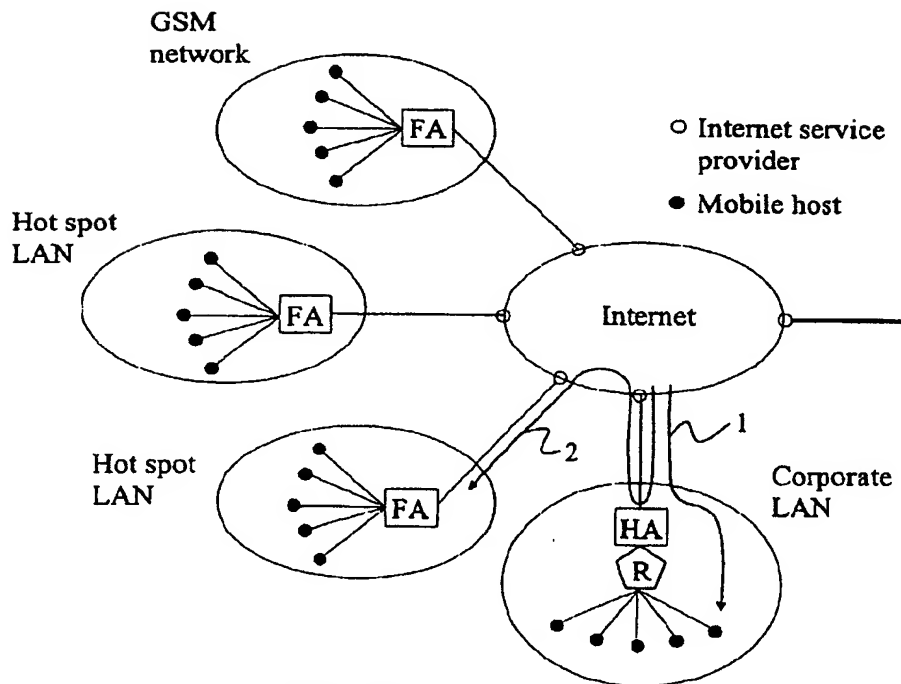 GSM
network
FA
Internet service
provider
Mobile host
Hot spot
LAN
FA
Internet
1
2
Hot spot
LAN
FA
Corporate
LAN
HA
R